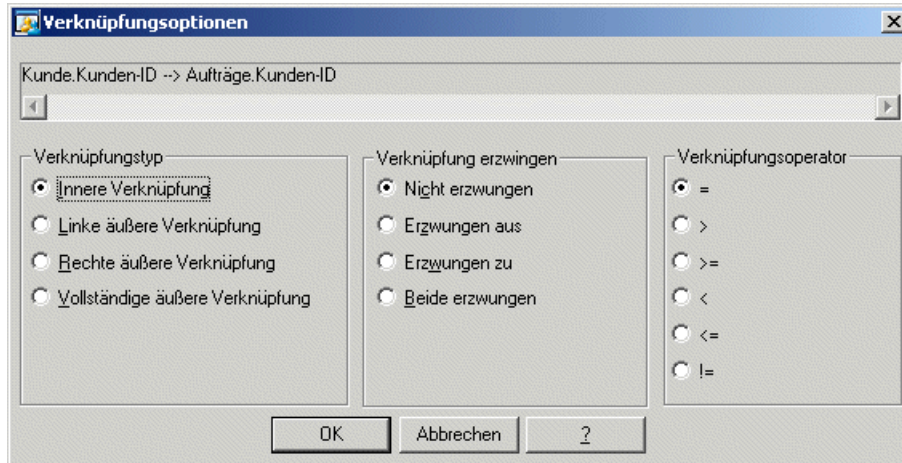 Verknüpfungsoptionen
Kunde.Kunden-ID --> Aufträge.Kunden-ID
Verknüpfungstyp
Innere Verknüpfung
Linke äußere Verknüpfung
Rechte äußere Verknüpfung
Vollständige äußere Verknüpfung
Verknüpfung erzwingen
Nicht erzwungen
Erzwungen aus
Erzwungen zu
Beide erzwungen
Verknüpfungsoperator
=
>
>=
<
<=
!=
OK
Abbrechen
?